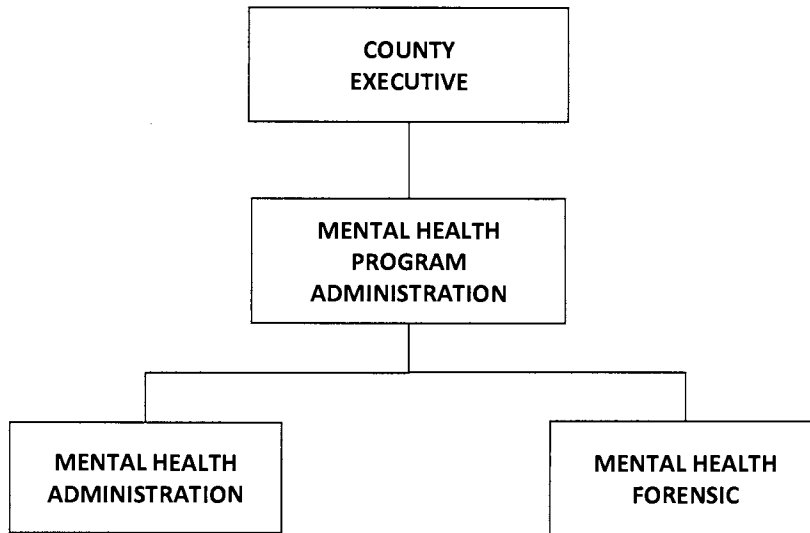 COUNTY
EXECUTIVE
MENTAL HEALTH
PROGRAM
ADMINISTRATION
MENTAL HEALTH
ADMINISTRATION
MENTAL HEALTH
FORENSIC